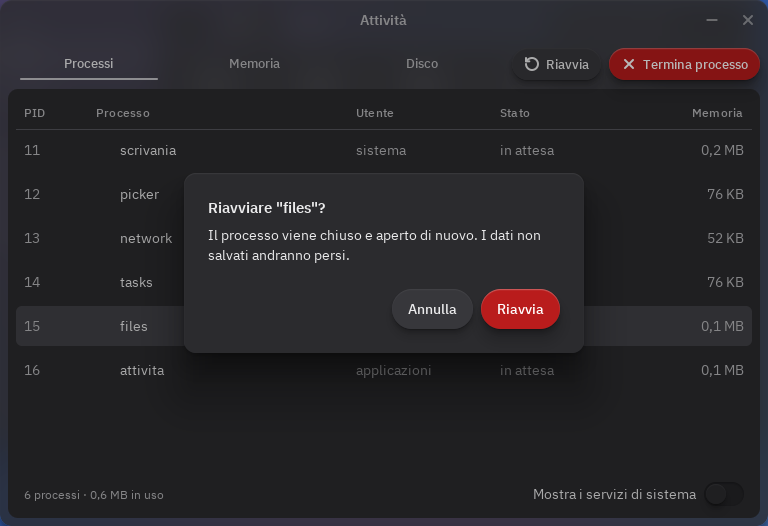 Attività
Processi Memoria Disco Riavvia Termina processo
PID Processo Utente Stato Memoria
11 scrivania sistema in attesa 0,2 MB
12 picker 76 KB
13 network 52 KB
14 tasks 76 KB
15 files 0,1 MB
16 attivita applicazioni in attesa 0,1 MB
Riavviare "files"?
Il processo viene chiuso e aperto di nuovo. I dati non
salvati andranno persi.
Annulla Riavvia
6 processi · 0,6 MB in uso Mostra i servizi di sistema